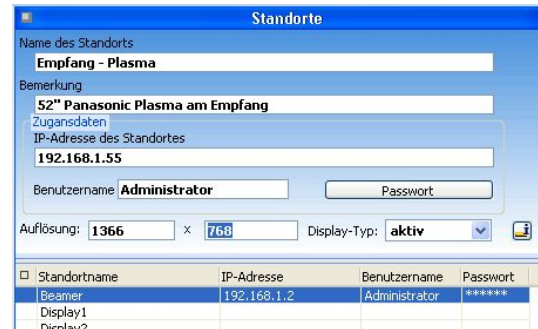 Standorte
Name des Standorts
Empfang - Plasma
Bemerkung
52" Panasonic Plasma am Empfang
Zugansdaten
IP-Adresse des Standortes
192.168.1.55
Benutzername Administrator Passwort
Auflösung: 1366 x 768 Display-Typ: aktiv
Standortname IP-Adresse Benutzername Passwort
Beamer 192.168.1.2 Administrator ******
Display1
Display2